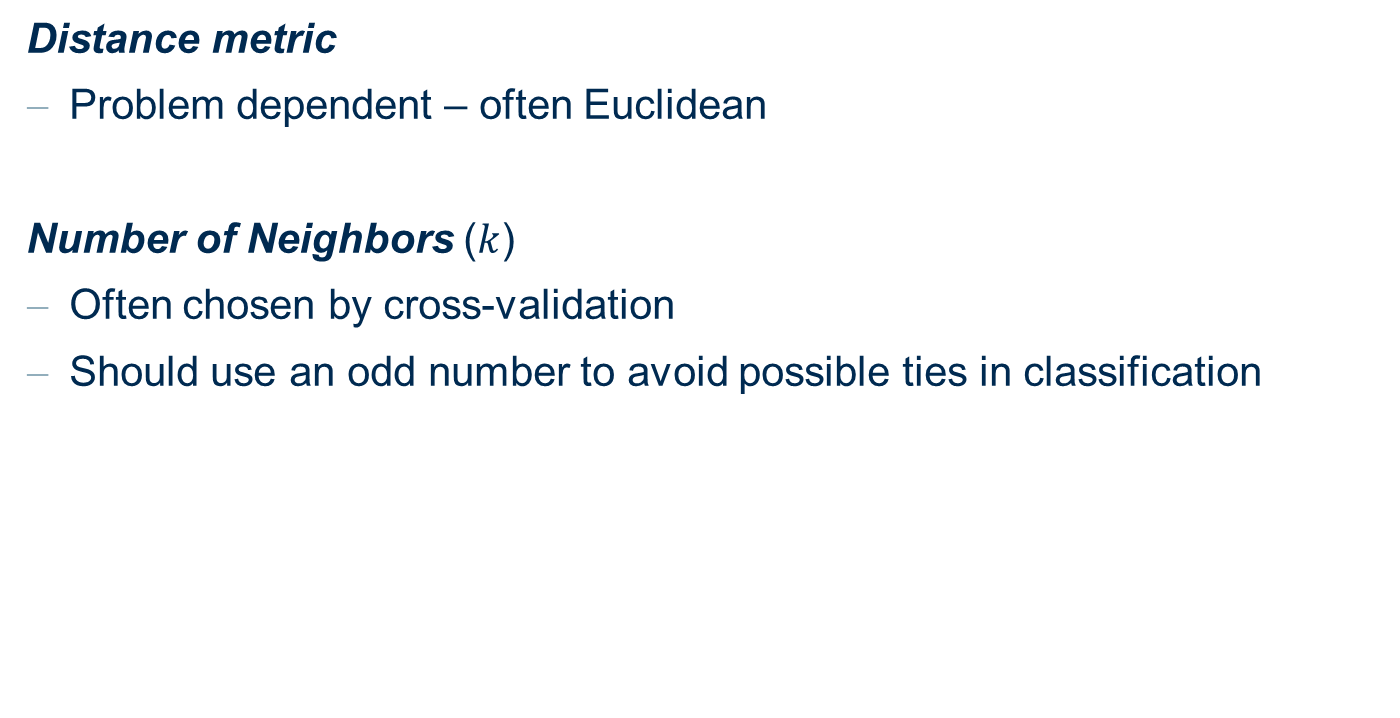 Distance metric
– Problem dependent – often Euclidean
Number of Neighbors (k)
– Often chosen by cross-validation
– Should use an odd number to avoid possible ties in classification